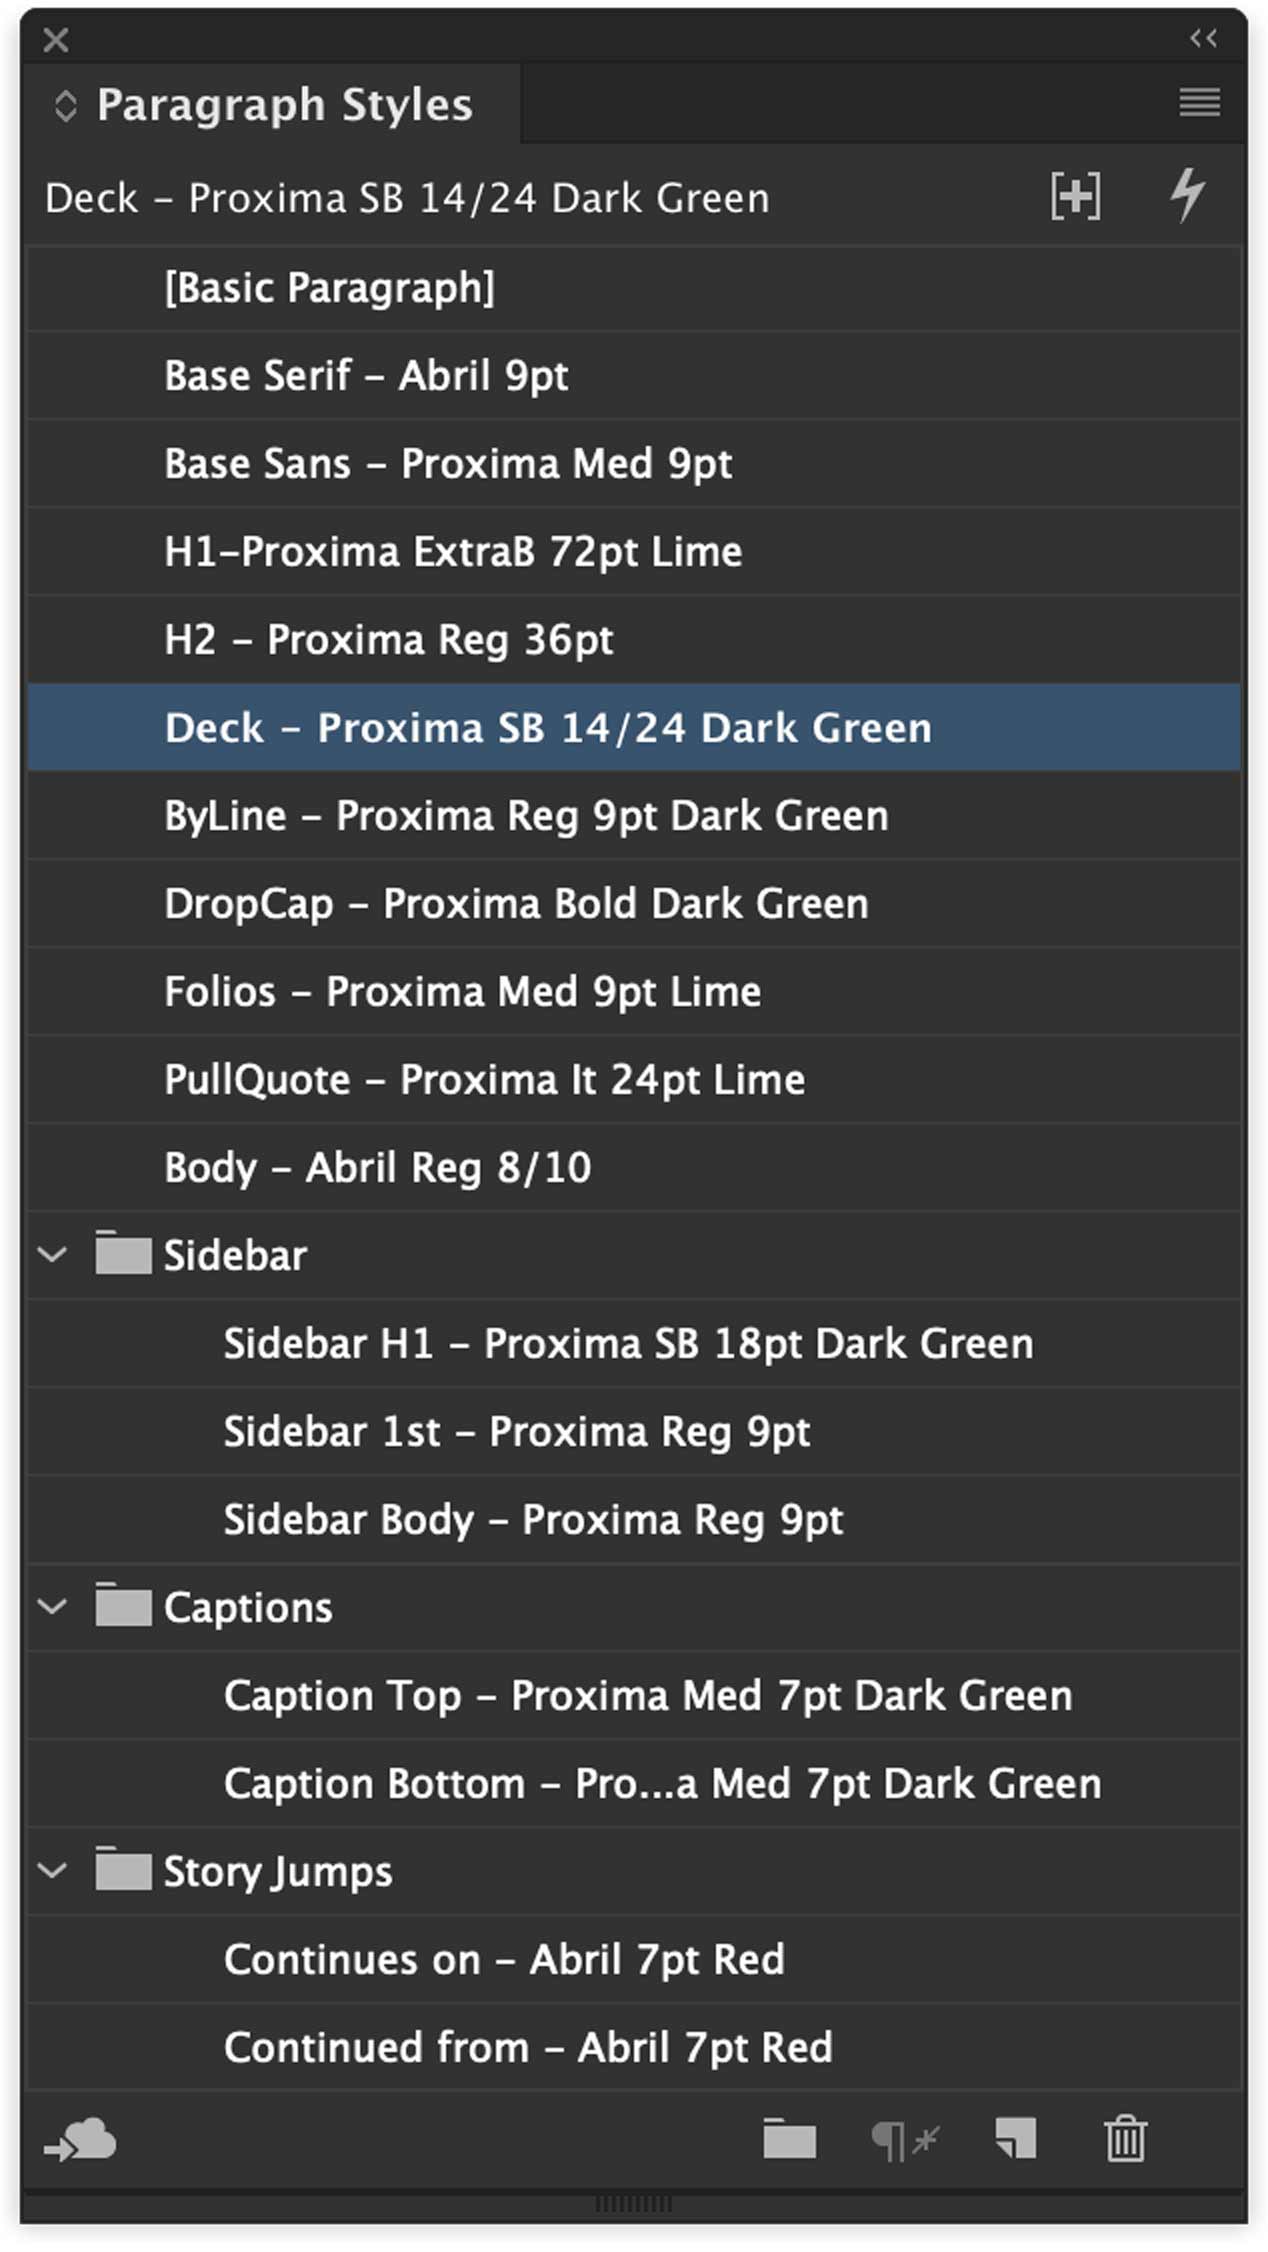 Paragraph Styles
Deck – Proxima SB 14/24 Dark Green
[Basic Paragraph]
Base Serif – Abril 9pt
Base Sans – Proxima Med 9pt
H1–Proxima ExtraB 72pt Lime
H2 – Proxima Reg 36pt
Deck – Proxima SB 14/24 Dark Green
ByLine – Proxima Reg 9pt Dark Green
DropCap – Proxima Bold Dark Green
Folios – Proxima Med 9pt Lime
PullQuote – Proxima It 24pt Lime
Body – Abril Reg 8/10
Sidebar
Sidebar H1 – Proxima SB 18pt Dark Green
Sidebar 1st – Proxima Reg 9pt
Sidebar Body – Proxima Reg 9pt
Captions
Caption Top – Proxima Med 7pt Dark Green
Caption Bottom – Pro...a Med 7pt Dark Green
Story Jumps
Continues on – Abril 7pt Red
Continued from – Abril 7pt Red